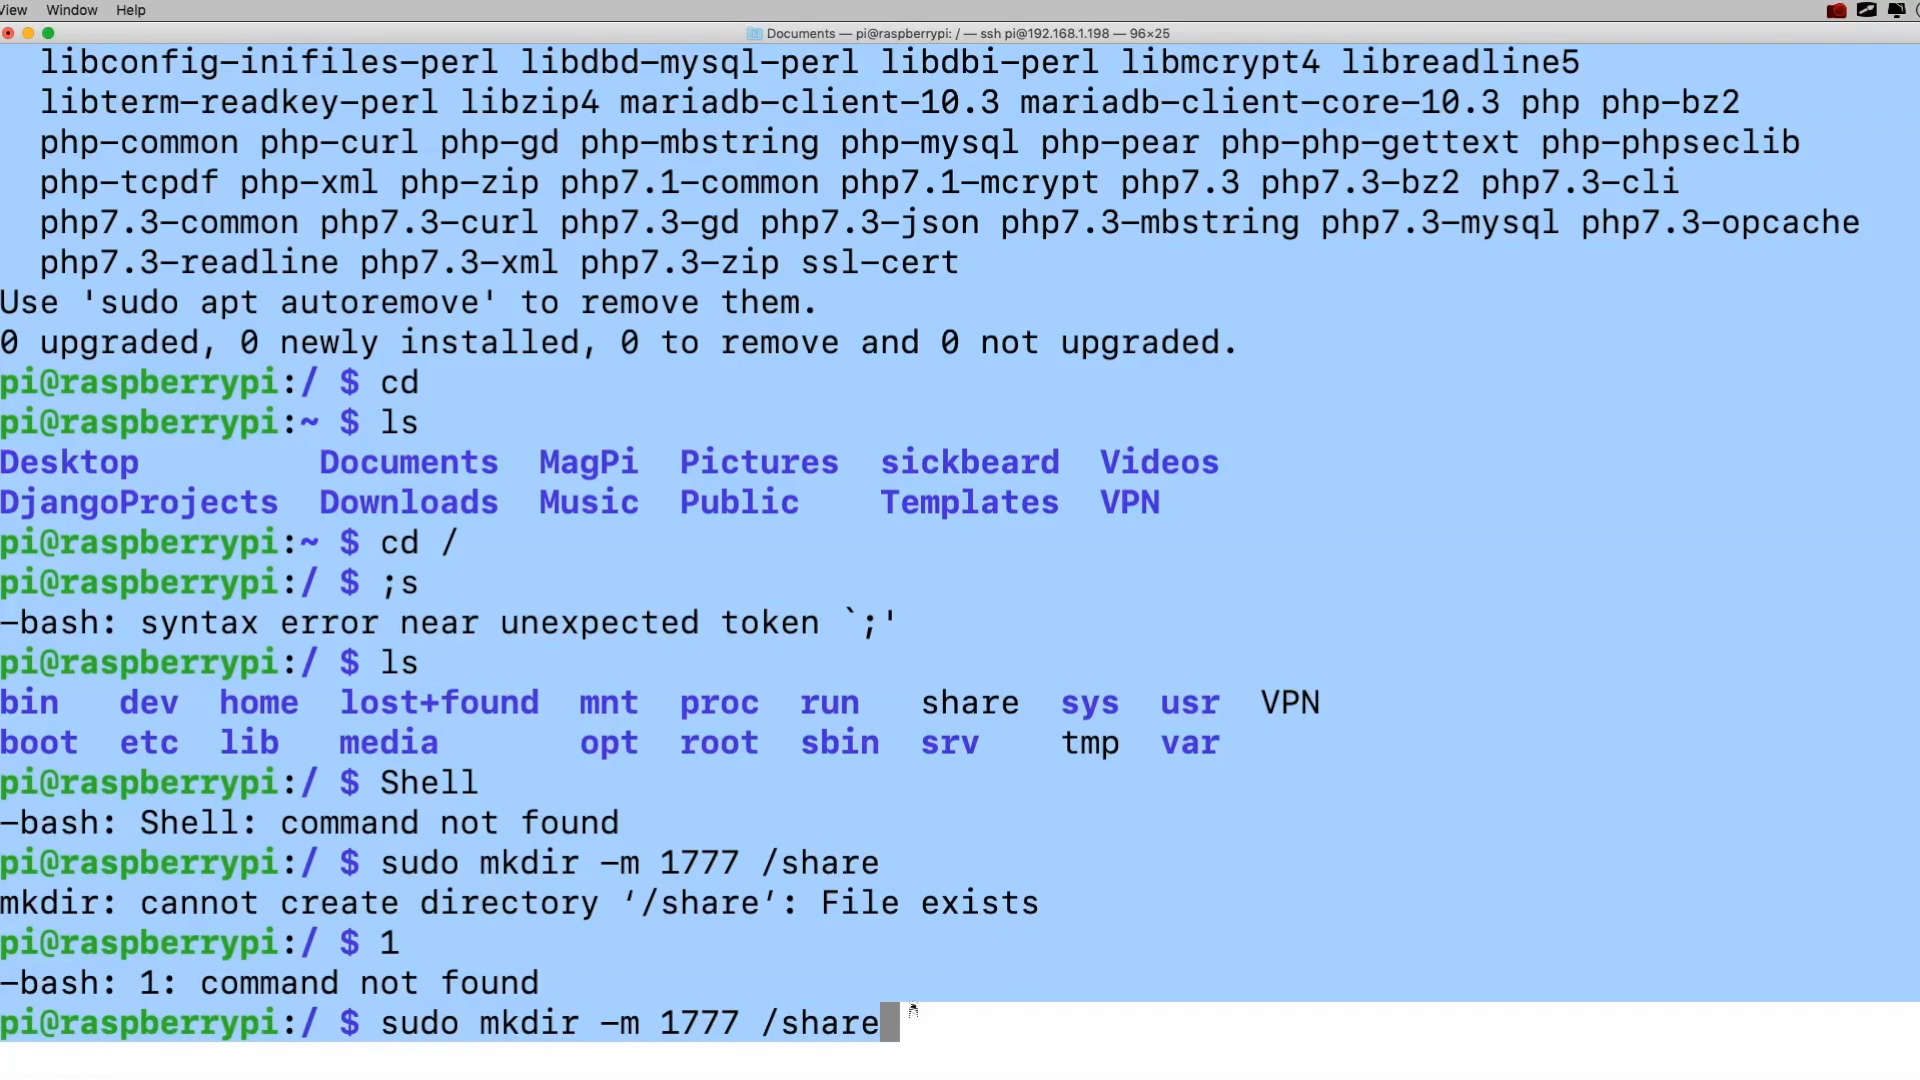 View Window Help
Documents — pi@raspberrypi: / — ssh pi@192.168.1.198 — 96×25
libconfig-inifiles-perl libdbd-mysql-perl libdbi-perl libmcrypt4 libreadline5
libterm-readkey-perl libzip4 mariadb-client-10.3 mariadb-client-core-10.3 php php-bz2
php-common php-curl php-gd php-mbstring php-mysql php-pear php-php-gettext php-phpseclib
php-tcpdf php-xml php-zip php7.1-common php7.1-mcrypt php7.3 php7.3-bz2 php7.3-cli
php7.3-common php7.3-curl php7.3-gd php7.3-json php7.3-mbstring php7.3-mysql php7.3-opcache
php7.3-readline php7.3-xml php7.3-zip ssl-cert
Use 'sudo apt autoremove' to remove them.
0 upgraded, 0 newly installed, 0 to remove and 0 not upgraded.
pi@raspberrypi:/ $ cd
pi@raspberrypi:~ $ ls
Desktop Documents MagPi Pictures sickbeard Videos
DjangoProjects Downloads Music Public Templates VPN
pi@raspberrypi:~ $ cd /
pi@raspberrypi:/ $ ;s
-bash: syntax error near unexpected token `;'
pi@raspberrypi:/ $ ls
bin dev home lost+found mnt proc run share sys usr VPN
boot etc lib media opt root sbin srv tmp var
pi@raspberrypi:/ $ Shell
-bash: Shell: command not found
pi@raspberrypi:/ $ sudo mkdir -m 1777 /share
mkdir: cannot create directory ‘/share’: File exists
pi@raspberrypi:/ $ 1
-bash: 1: command not found
pi@raspberrypi:/ $ sudo mkdir -m 1777 /share